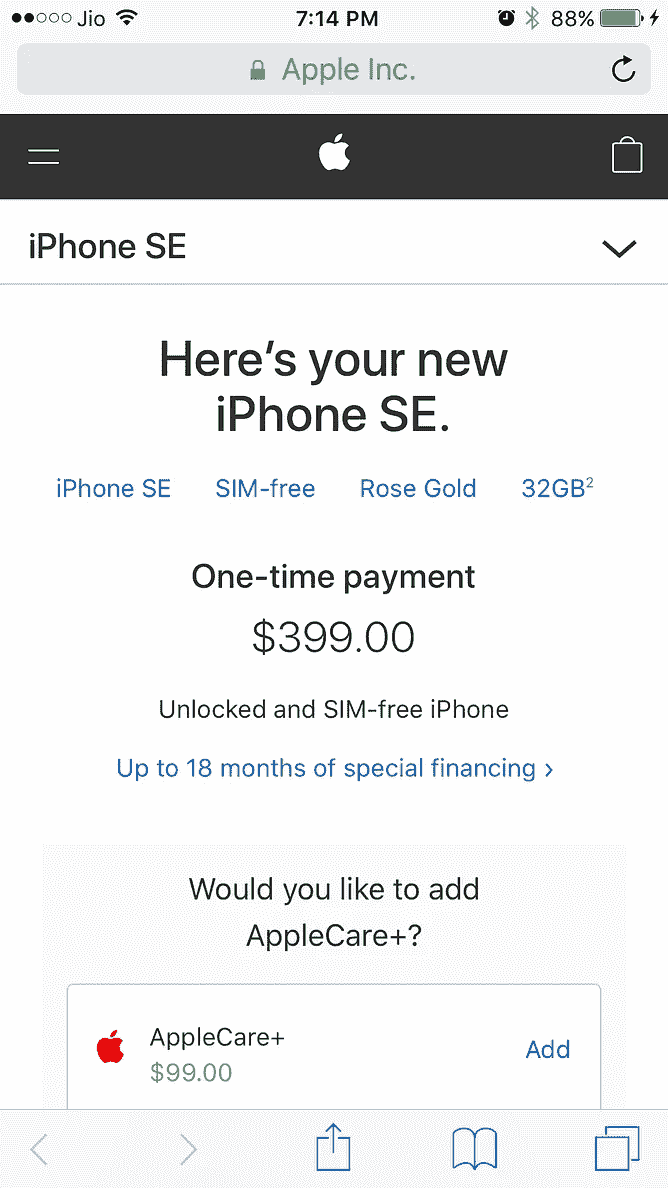 Jio 7:14 PM 88%
Apple Inc.
iPhone SE
Here's your new
iPhone SE.
iPhone SE SIM-free Rose Gold 32GB²
One-time payment
$399.00
Unlocked and SIM-free iPhone
Up to 18 months of special financing ›
Would you like to add
AppleCare+?
AppleCare+
Add
$99.00